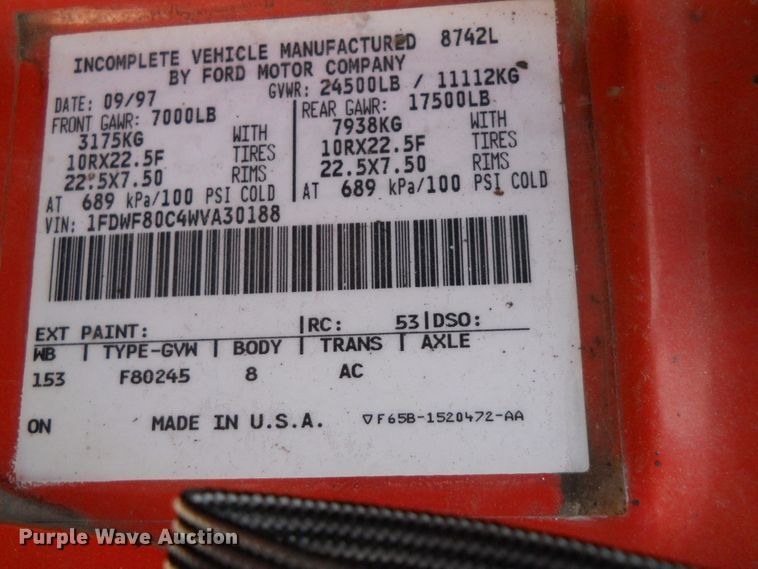 INCOMPLETE VEHICLE MANUFACTURED 8742L
BY FORD MOTOR COMPANY
DATE: 09/97 GVWR: 24500LB / 11112KG
FRONT GAWR: 7000LB REAR GAWR: 17500LB
3175KG WITH 7938KG WITH
10RX22.5F TIRES 10RX22.5F TIRES
22.5X7.50 RIMS 22.5X7.50 RIMS
AT 689 kPa/100 PSI COLD AT 689 kPa/100 PSI COLD
VIN: 1FDWF80C4WVA30188
EXT PAINT: RC: 53 DSO:
WB TYPE-GVW BODY TRANS AXLE
153 F80245 8 AC
ON MADE IN U.S.A. ▽F65B-1520472-AA
Purple Wave Auction